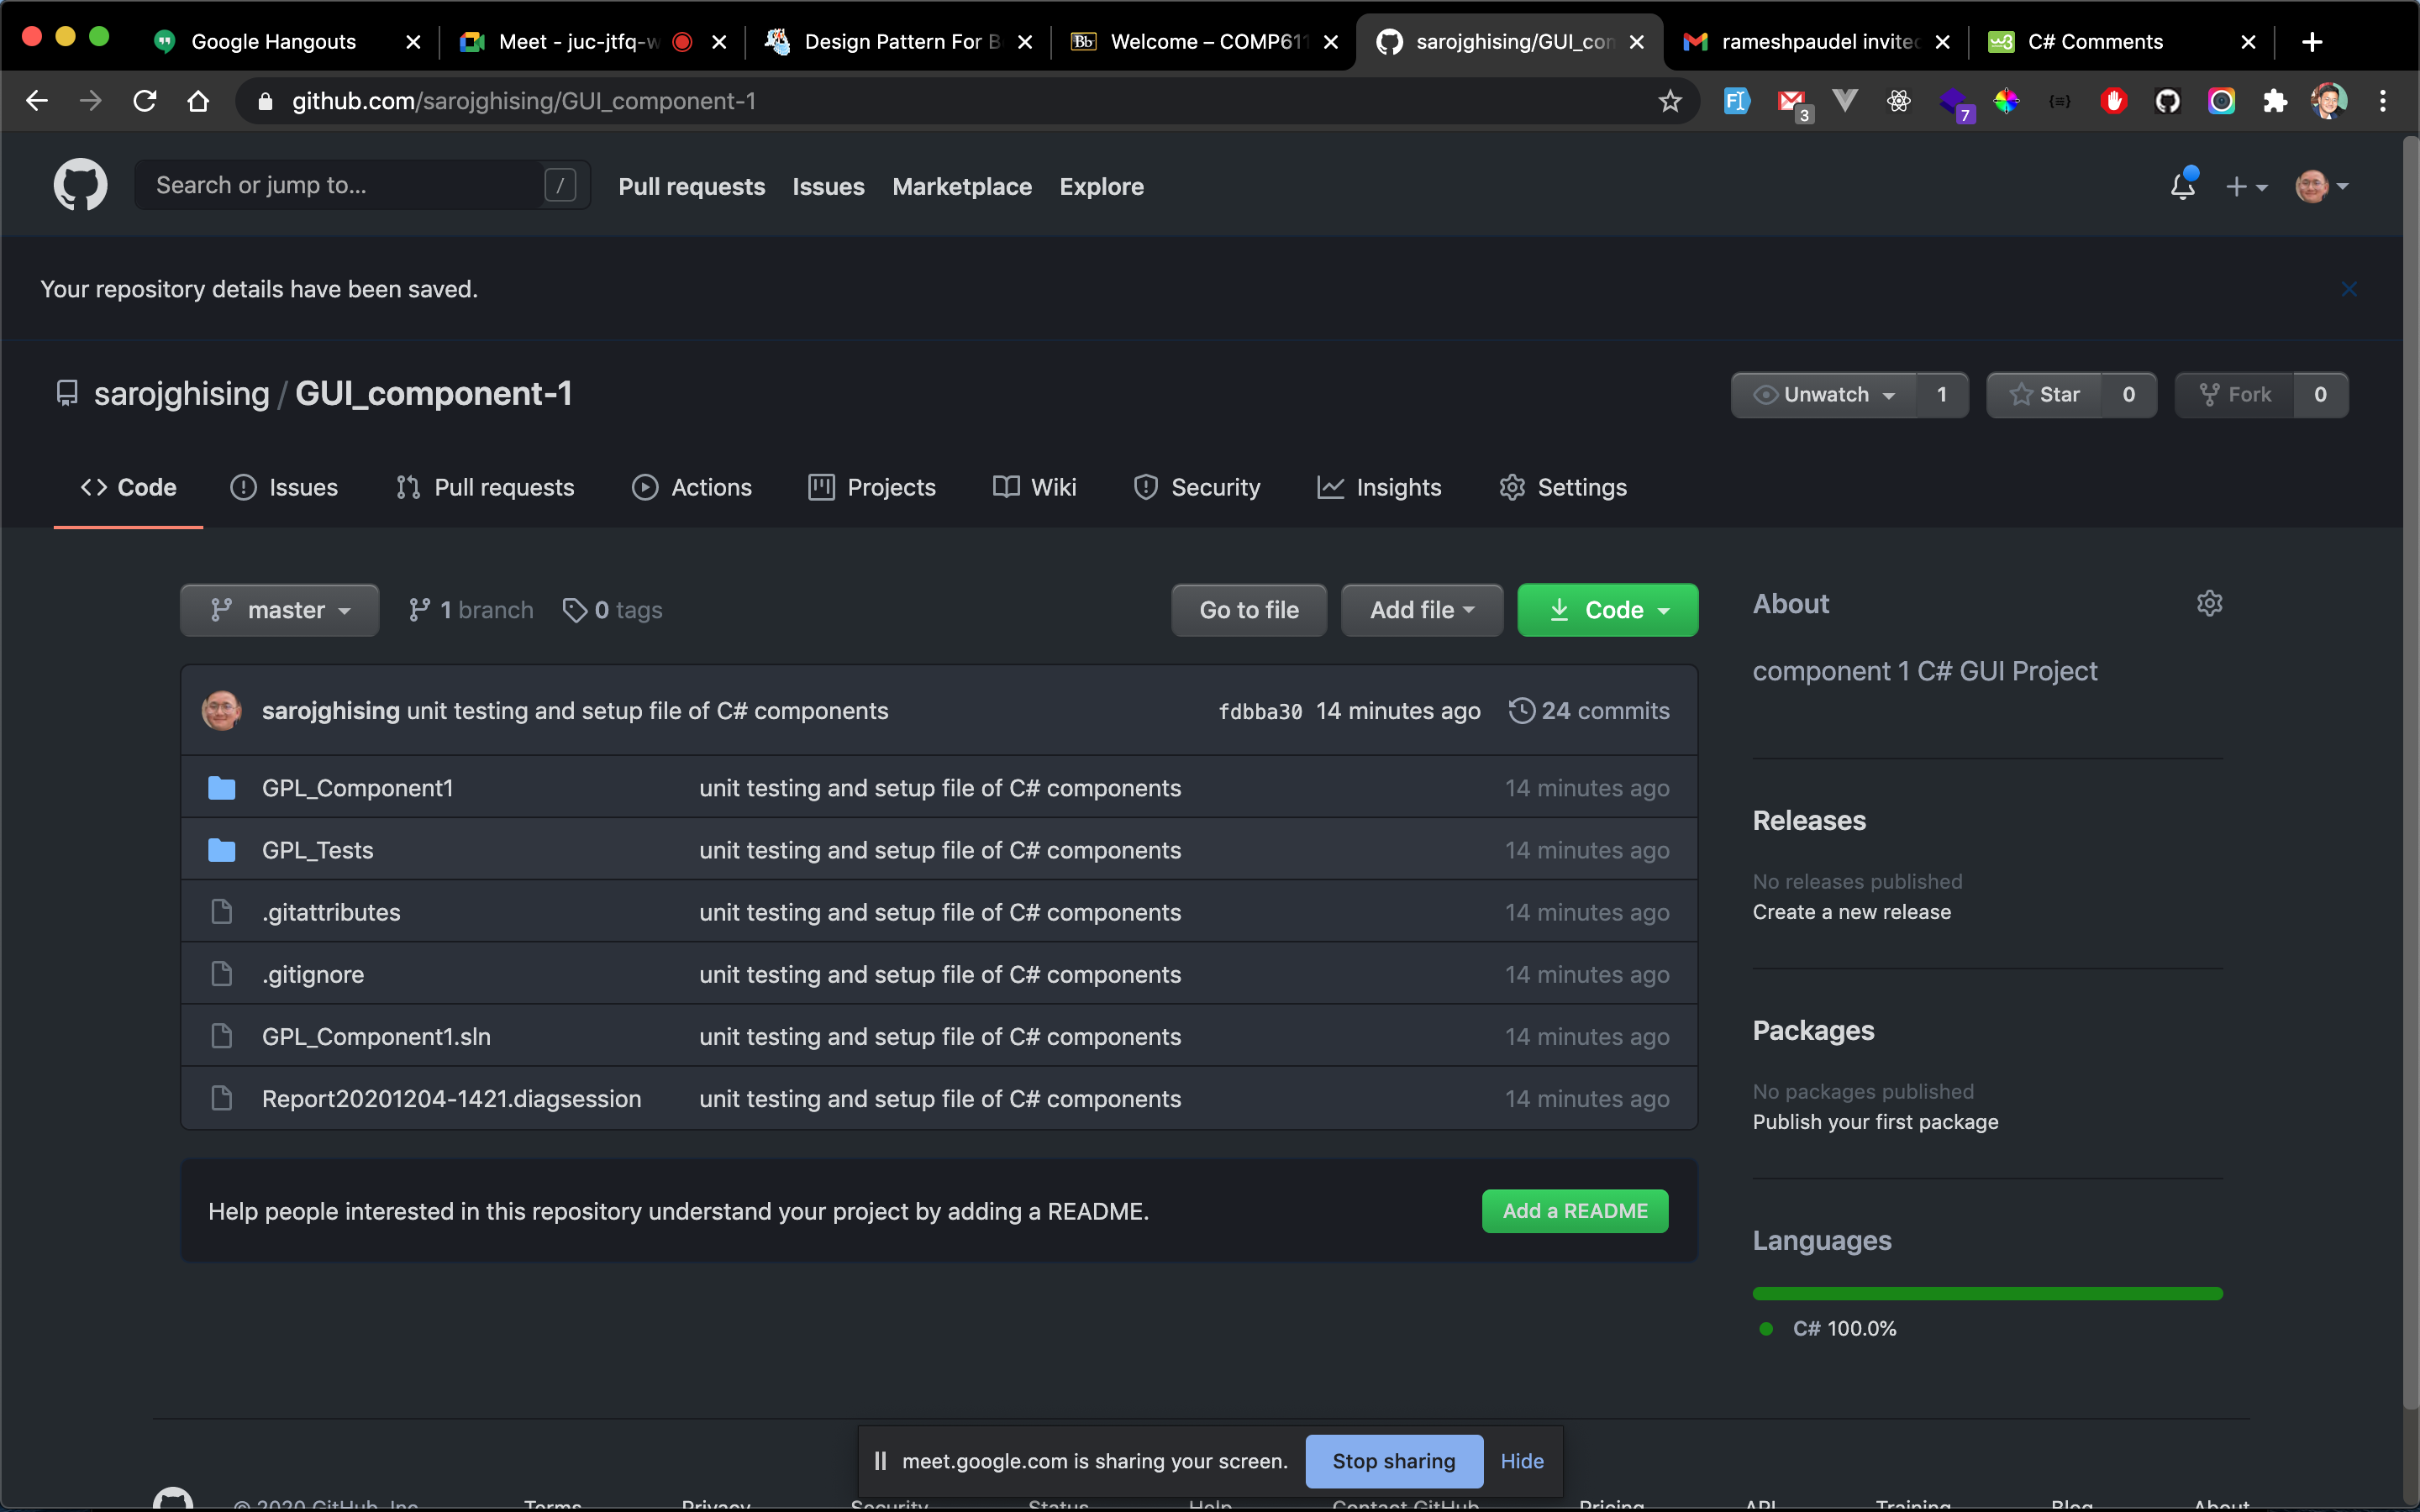 Google Hangouts
Meet - juc-jtfq-w
Design Pattern For B
Bb Welcome – COMP611
sarojghising/GUI_con
rameshpaudel invited
C# Comments
github.com/sarojghising/GUI_component-1
3
7
Search or jump to... /
Pull requests Issues Marketplace Explore
Your repository details have been saved.
sarojghising / GUI_component-1
Unwatch 1 Star 0 Fork 0
Code Issues Pull requests Actions Projects Wiki Security Insights Settings
master 1 branch 0 tags Go to file Add file Code
sarojghising unit testing and setup file of C# components fdbba30 14 minutes ago 24 commits
GPL_Component1 unit testing and setup file of C# components 14 minutes ago
GPL_Tests unit testing and setup file of C# components 14 minutes ago
.gitattributes unit testing and setup file of C# components 14 minutes ago
.gitignore unit testing and setup file of C# components 14 minutes ago
GPL_Component1.sln unit testing and setup file of C# components 14 minutes ago
Report20201204-1421.diagsession unit testing and setup file of C# components 14 minutes ago
Help people interested in this repository understand your project by adding a README. Add a README
About
component 1 C# GUI Project
Releases
No releases published
Create a new release
Packages
No packages published
Publish your first package
Languages
C# 100.0%
meet.google.com is sharing your screen. Stop sharing Hide
© 2020 GitHub, Inc. Terms Privacy Security Status Help Contact GitHub Pricing API Training Blog About